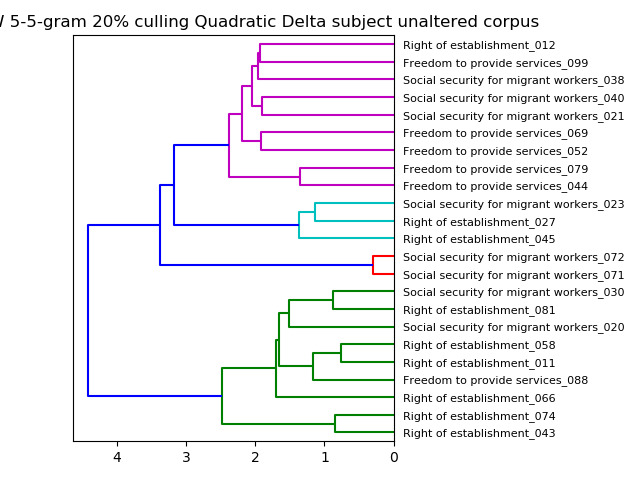 5-5-gram 20% culling Quadratic Delta subject unaltered corpus
Right of establishment_012
Freedom to provide services_099
Social security for migrant workers_038
Social security for migrant workers_040
Social security for migrant workers_021
Freedom to provide services_069
Freedom to provide services_052
Freedom to provide services_079
Freedom to provide services_044
Social security for migrant workers_023
Right of establishment_027
Right of establishment_045
Social security for migrant workers_072
Social security for migrant workers_071
Social security for migrant workers_030
Right of establishment_081
Social security for migrant workers_020
Right of establishment_058
Right of establishment_011
Freedom to provide services_088
Right of establishment_066
Right of establishment_074
Right of establishment_043
4 3 2 1 0